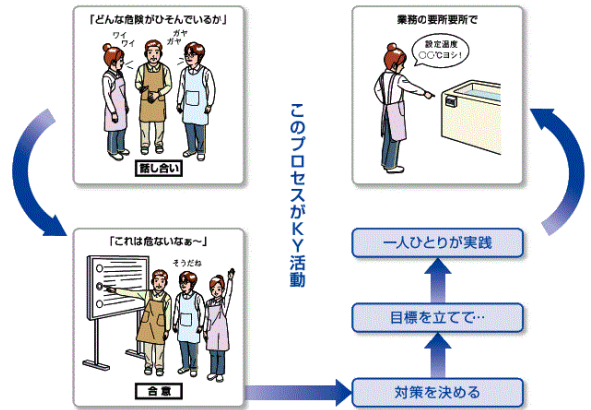 「どんな危険がひそんでいるか」
ワイ
ワイ
ガヤ
ガヤ
話し合い
「これは危ないなぁ〜」
そうだね
合意
このプロセスがKY活動
対策を決める
目標を立てて…
一人ひとりが実践
業務の要所要所で
設定温度
○○℃ヨシ！